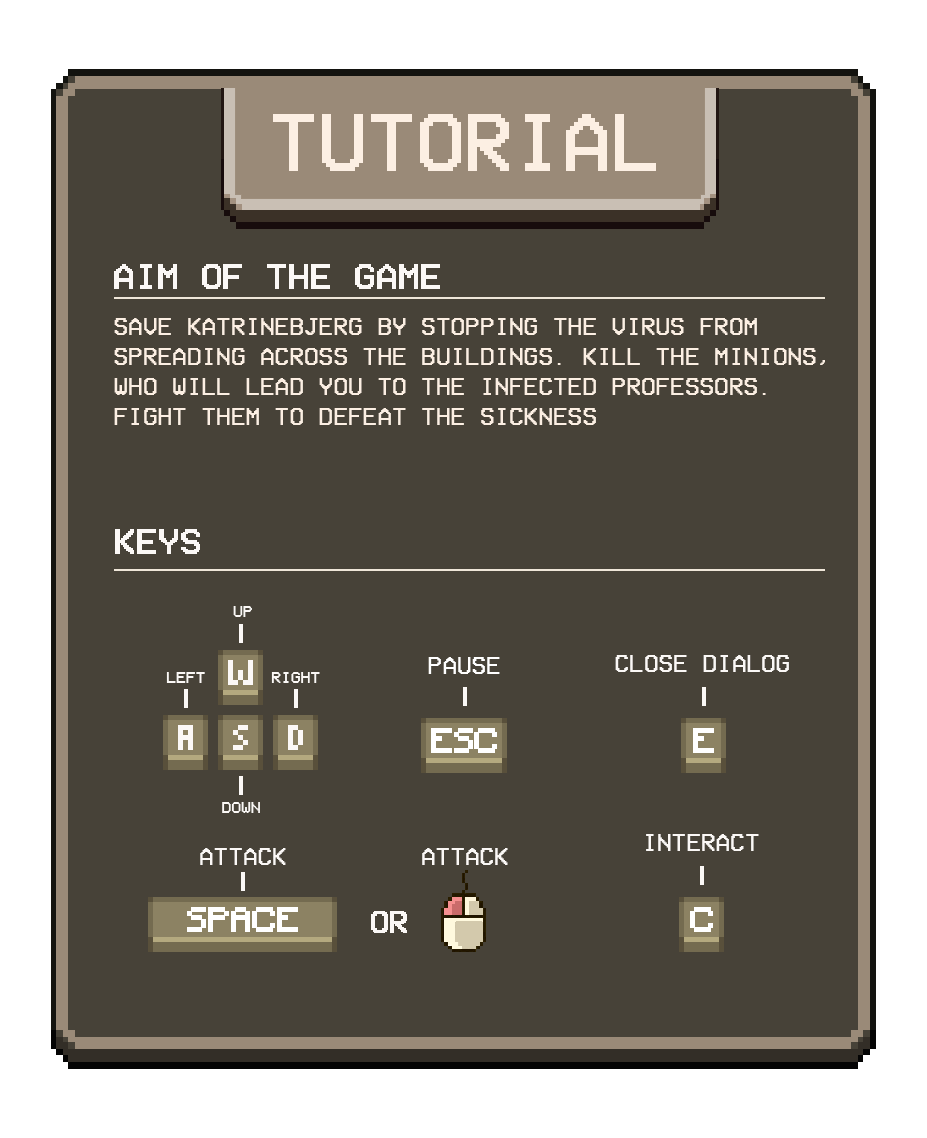 TUTORIAL
AIM OF THE GAME
SAVE KATRINEBJERG BY STOPPING THE VIRUS FROM
SPREADING ACROSS THE BUILDINGS. KILL THE MINIONS,
WHO WILL LEAD YOU TO THE INFECTED PROFESSORS.
FIGHT THEM TO DEFEAT THE SICKNESS
KEYS
UP
W
LEFT RIGHT
A S D
DOWN
PAUSE
ESC
CLOSE DIALOG
E
ATTACK
SPACE
OR
ATTACK
INTERACT
C